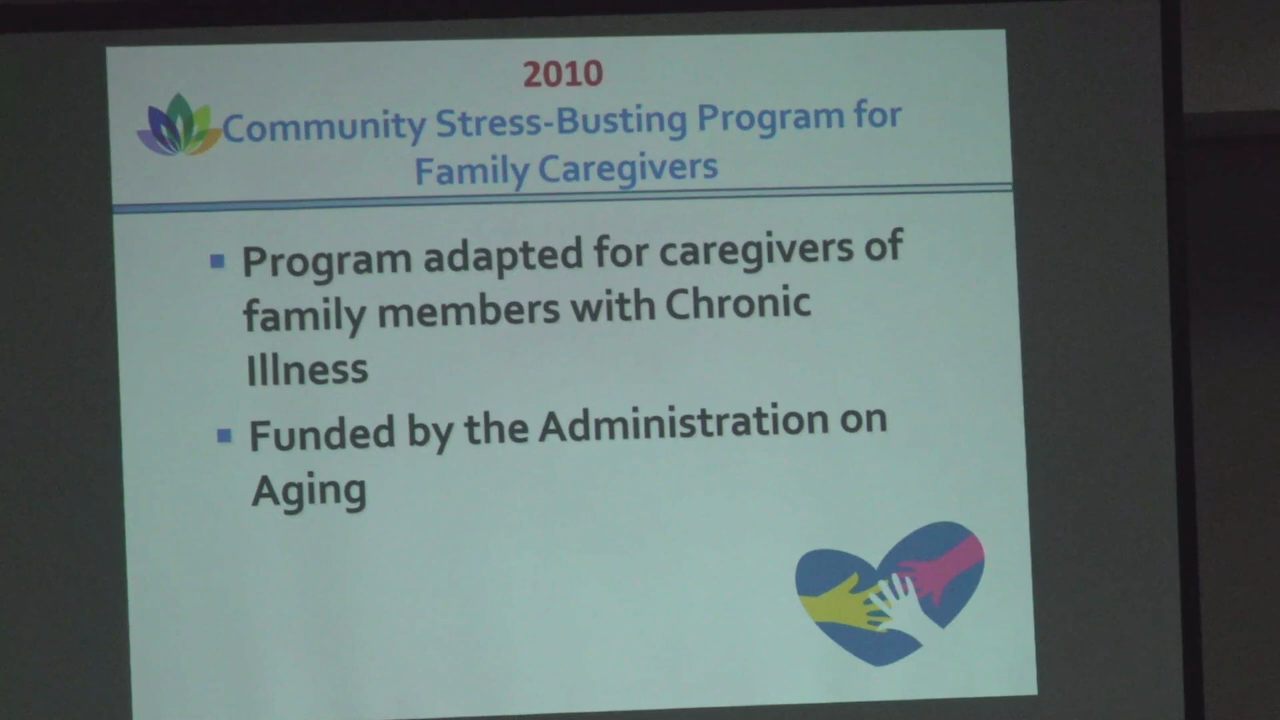 2010
Community Stress-Busting Program for
Family Caregivers
Program adapted for caregivers of
family members with Chronic
Illness
Funded by the Administration on
Aging